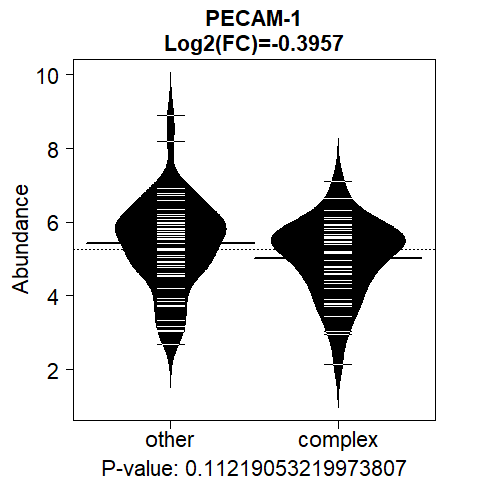 PECAM-1
Log2(FC)=-0.3957
10
8
6
4
2
Abundance
other complex
P-value: 0.11219053219973807